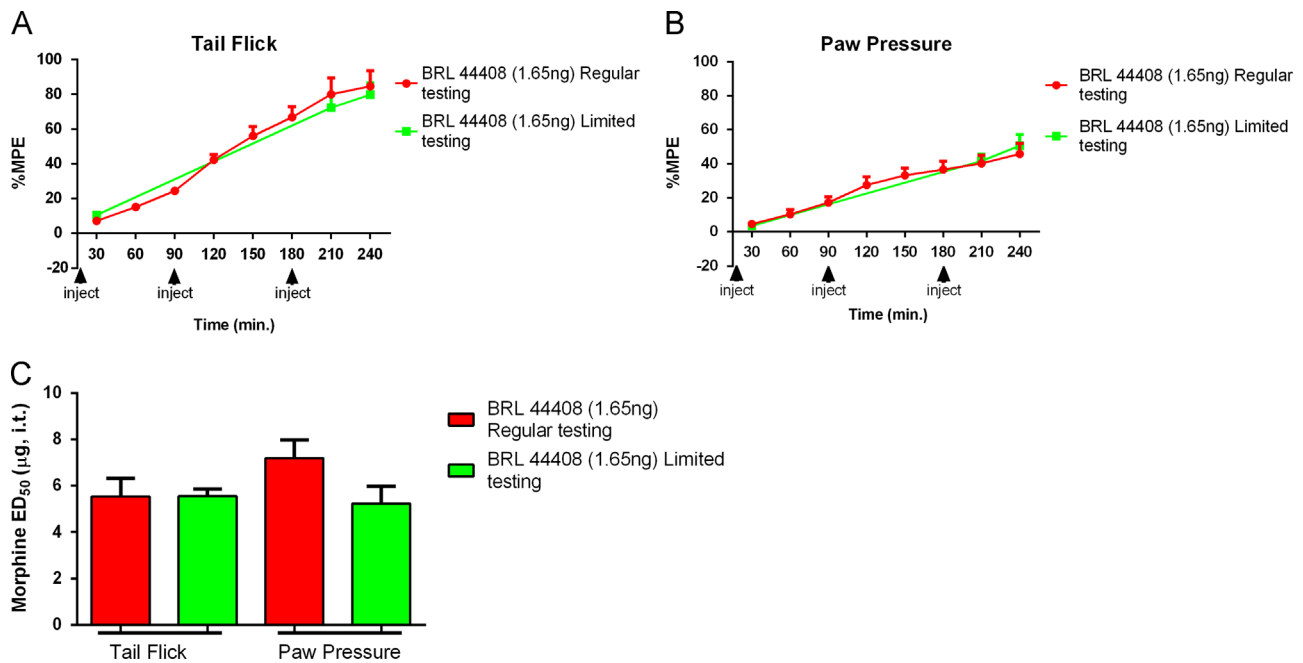 A
Tail Flick
100
80
60
40
20
0
-20
%MPE
30 60 90 120 150 180 210 240
inject inject inject
Time (min.)
BRL 44408 (1.65ng) Regular
testing
BRL 44408 (1.65ng) Limited
testing
B
Paw Pressure
100
80
60
40
20
0
-20
%MPE
30 60 90 120 150 180 210 240
inject inject inject
Time (min.)
BRL 44408 (1.65ng) Regular
testing
BRL 44408 (1.65ng) Limited
testing
C
10
8
6
4
2
0
Morphine ED50 (μg, i.t.)
Tail Flick Paw Pressure
BRL 44408 (1.65ng)
Regular testing
BRL 44408 (1.65ng) Limited
testing